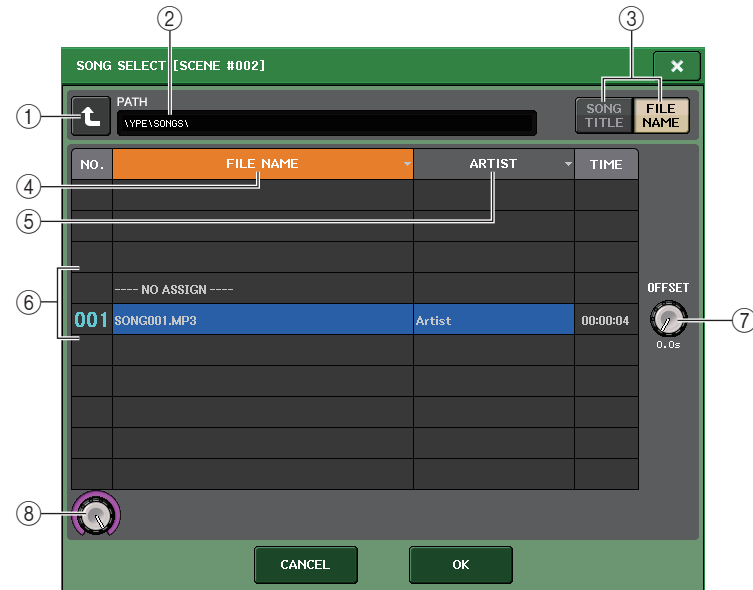 ② ③
SONG SELECT [SCENE #002]
①
PATH
\YPE\SONGS\
SONG TITLE
FILE NAME
NO. FILE NAME ARTIST TIME
④
⑤
⑥
---- NO ASSIGN ----
001 SONG001.MP3 Artist 00:00:04
OFFSET
⑦
0.0s
⑧
CANCEL OK